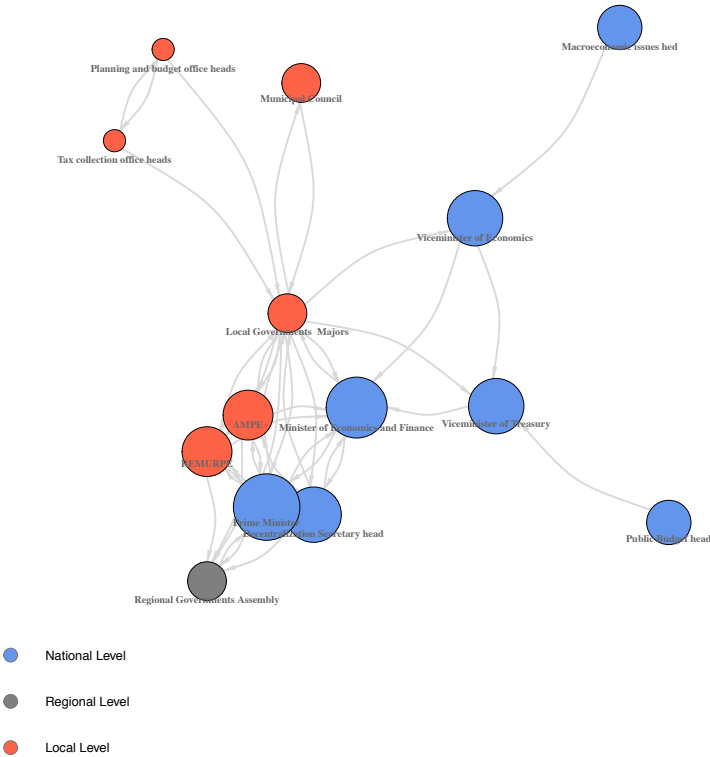 Macroeconomic issues hed
Planning and budget office heads
Municipal Council
Tax collection office heads
Viceminister of Economics
Local Governments Majors
AMPE
Minister of Economics and Finance
Viceminister of Treasury
REMURPE
Prime Minister
Decentralization Secretary head
Public Budget head
Regional Governments Assembly
National Level
Regional Level
Local Level